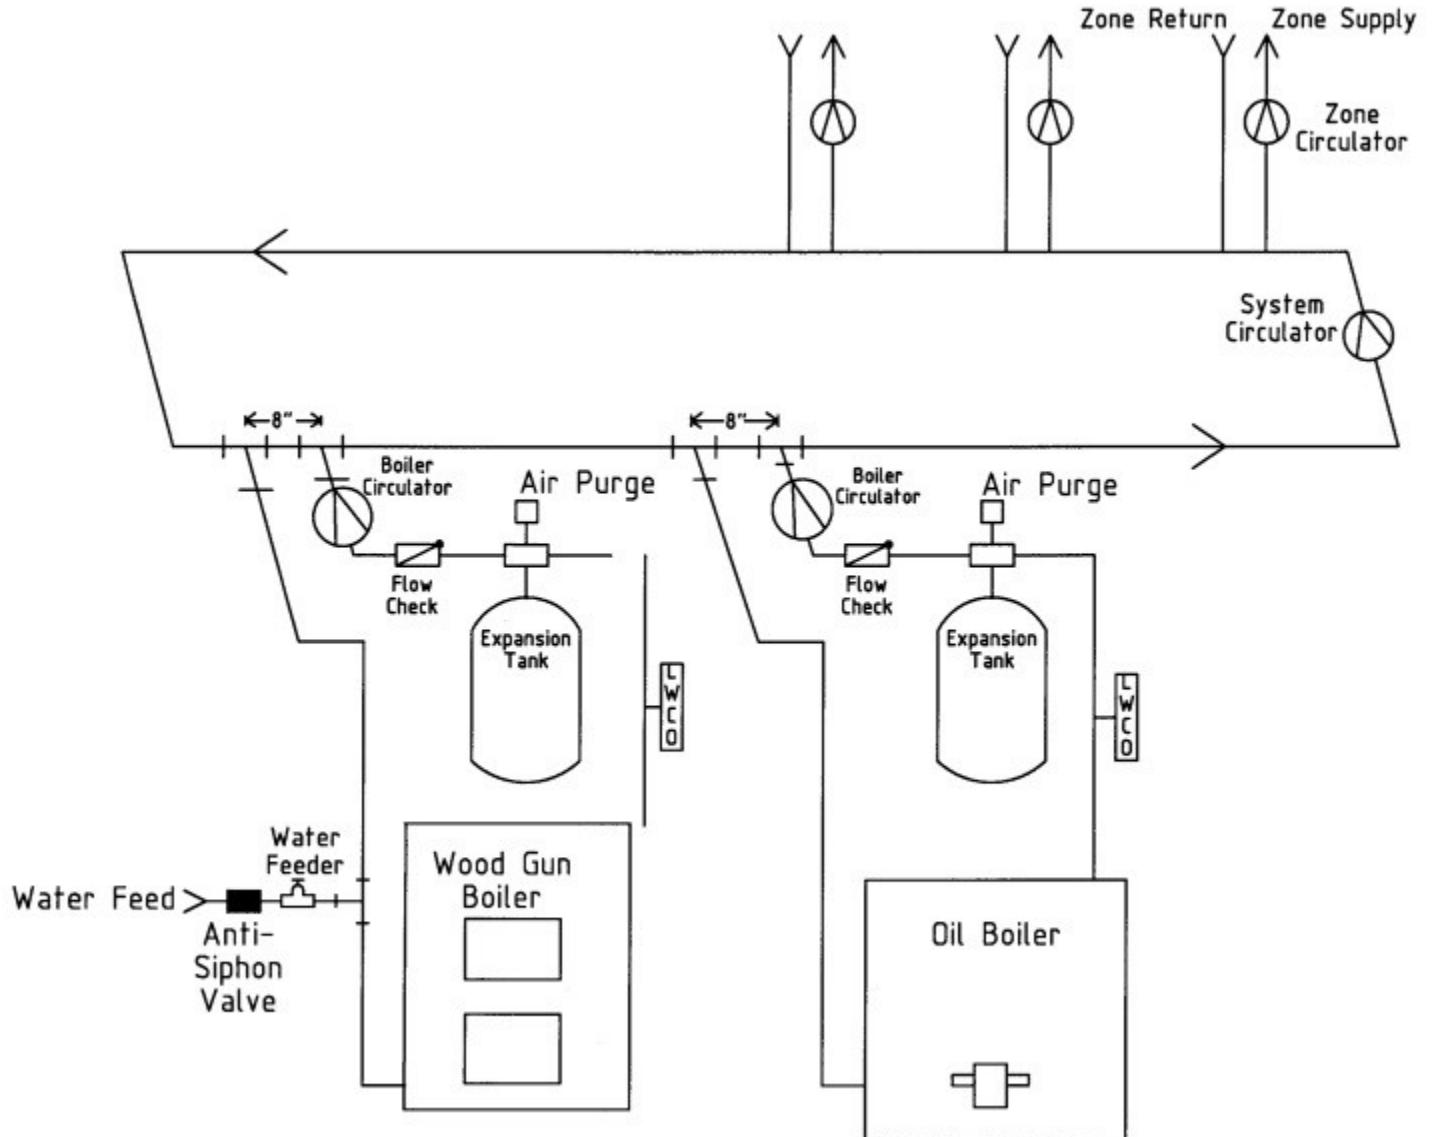 Zone Return
Zone Supply
Zone
Circulator
System
Circulator
8"
8"
Boiler
Circulator
Air Purge
Boiler
Circulator
Air Purge
Flow
Check
Flow
Check
Expansion
Tank
Expansion
Tank
LWCO
LWCO
Water
Feeder
Water Feed
Anti-
Siphon
Valve
Wood Gun
Boiler
Oil Boiler